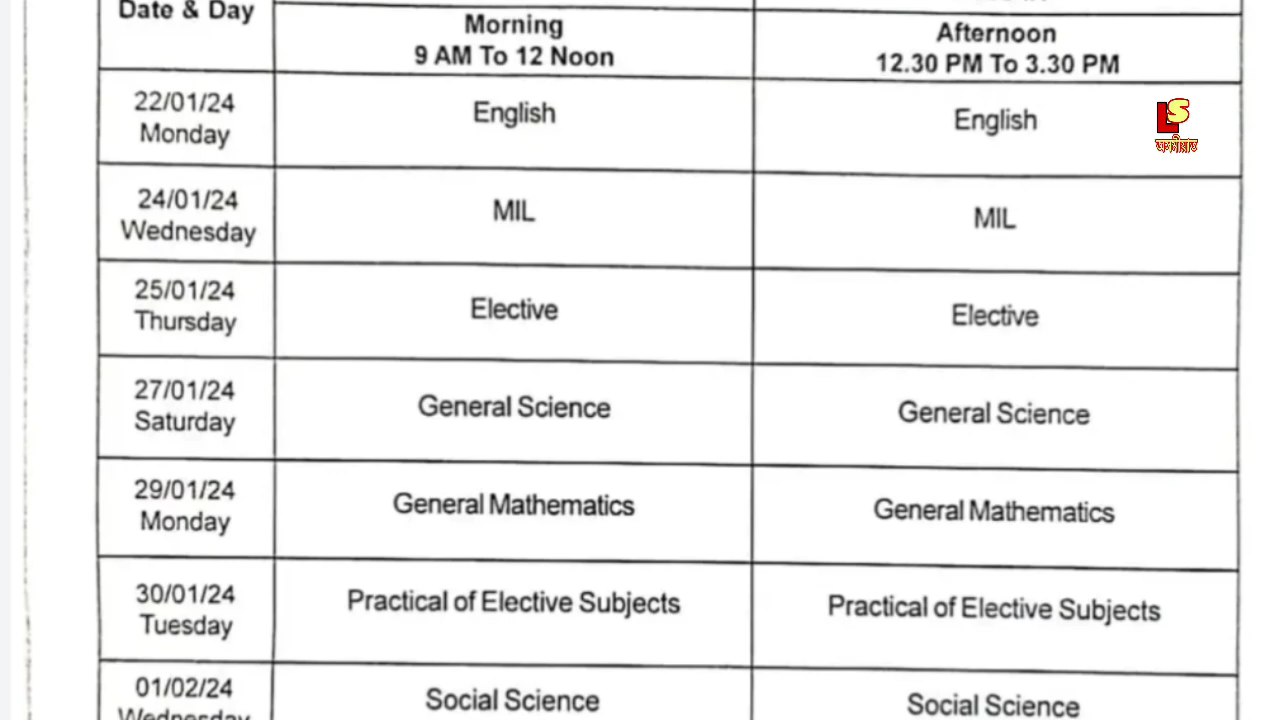 Date & Day
Morning
9 AM To 12 Noon
Afternoon
12.30 PM To 3.30 PM
22/01/24
Monday
English
English
LS
24/01/24
Wednesday
MIL
MIL
25/01/24
Thursday
Elective
Elective
27/01/24
Saturday
General Science
General Science
29/01/24
Monday
General Mathematics
General Mathematics
30/01/24
Tuesday
Practical of Elective Subjects
Practical of Elective Subjects
01/02/24
Wednesday
Social Science
Social Science